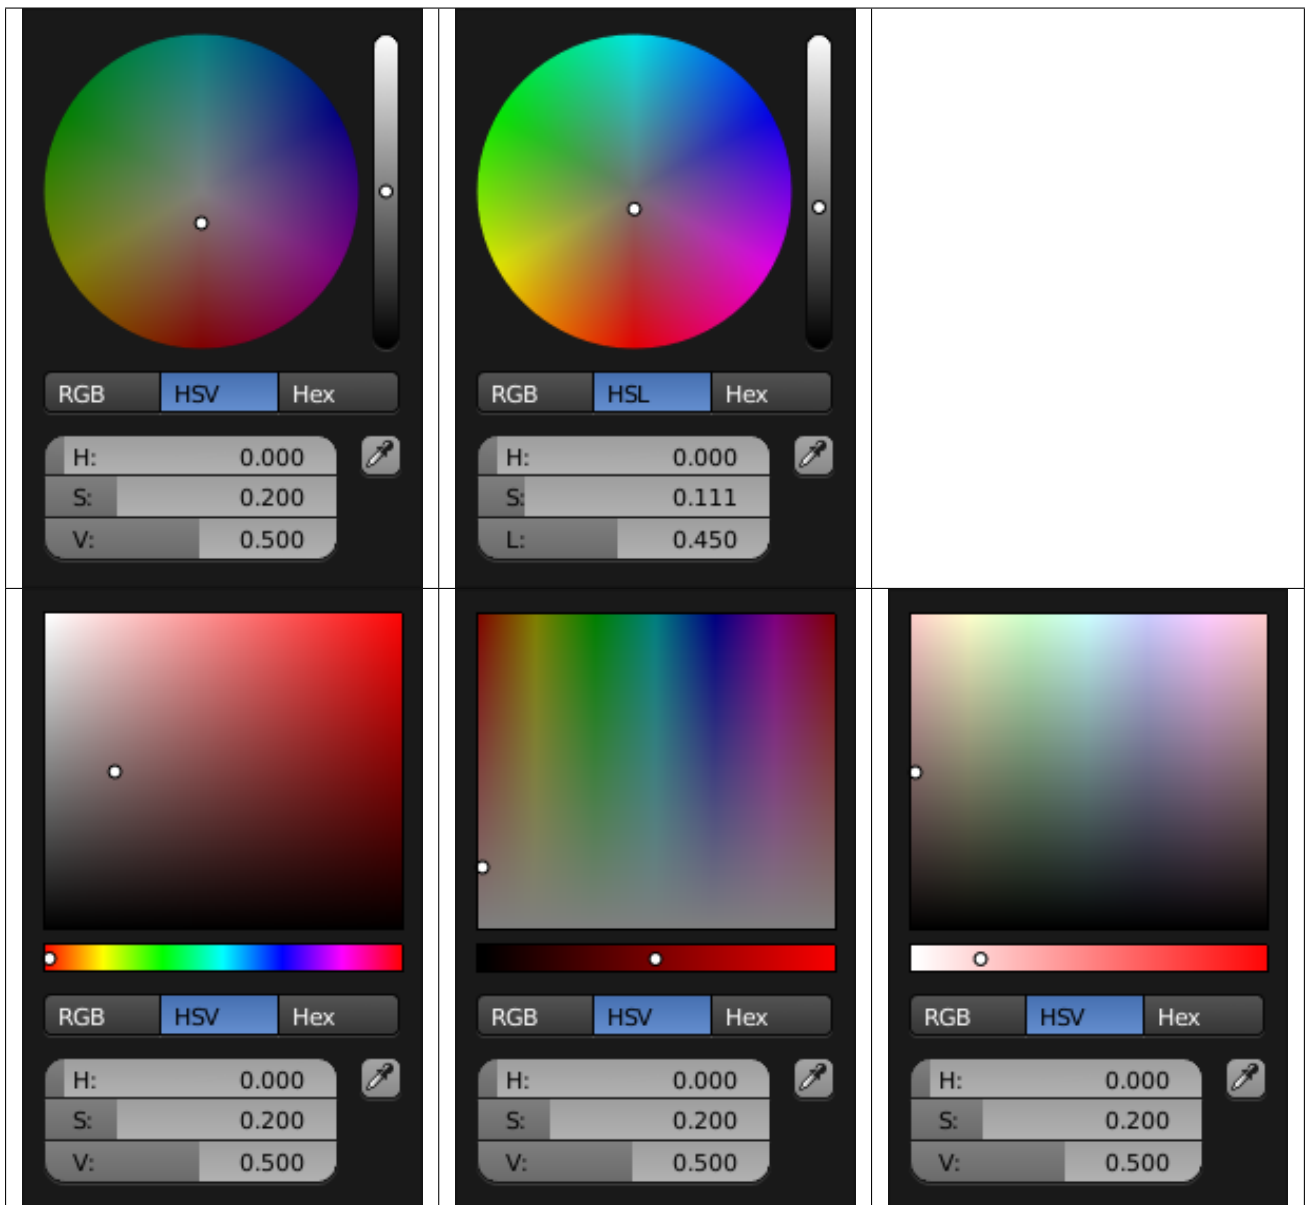 RGB HSV Hex
H: 0.000
S: 0.200
V: 0.500
RGB HSL Hex
H: 0.000
S: 0.111
L: 0.450
RGB HSV Hex
H: 0.000
S: 0.200
V: 0.500
RGB HSV Hex
H: 0.000
S: 0.200
V: 0.500
RGB HSV Hex
H: 0.000
S: 0.200
V: 0.500